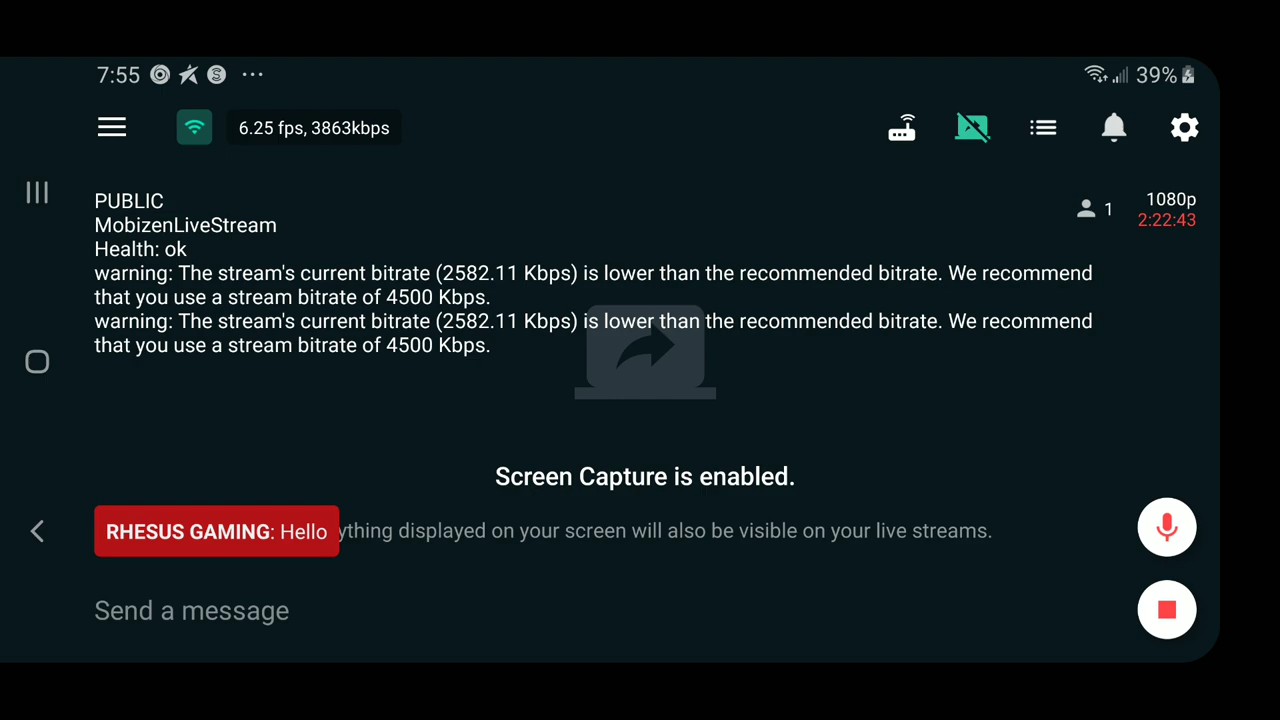 7:55 ... 39%
6.25 fps, 3863kbps
PUBLIC
1 1080p
MobizenLiveStream
2:22:43
Health: ok
warning: The stream's current bitrate (2582.11 Kbps) is lower than the recommended bitrate. We recommend
that you use a stream bitrate of 4500 Kbps.
warning: The stream's current bitrate (2582.11 Kbps) is lower than the recommended bitrate. We recommend
that you use a stream bitrate of 4500 Kbps.
Screen Capture is enabled.
RHESUS GAMING: Hello ything displayed on your screen will also be visible on your live streams.
Send a message